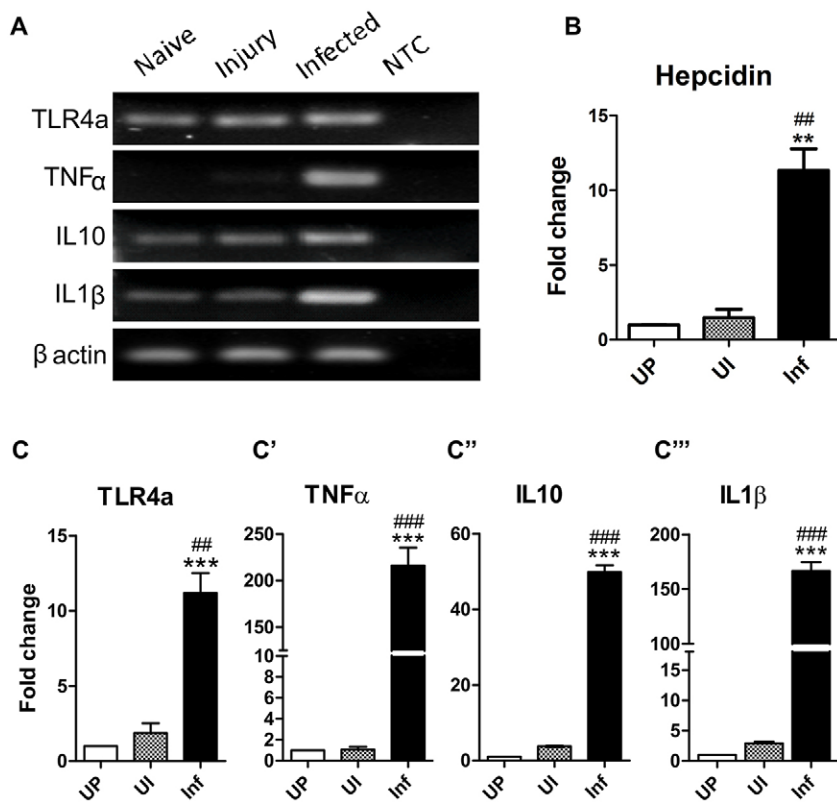 A
Naive Injury Infected NTC
TLR4a
TNFα
IL10
IL1β
β actin
B
Hepcidin
Fold change
15
10
5
0
##
**
UP UI Inf
C
TLR4a
Fold change
15
10
5
0
##
***
UP UI Inf
C'
TNFα
250
200
150
100
10
8
6
4
2
0
###
***
UP UI Inf
C''
IL10
60
40
20
0
###
***
UP UI Inf
C'''
IL1β
200
150
100
10
5
0
###
***
UP UI Inf